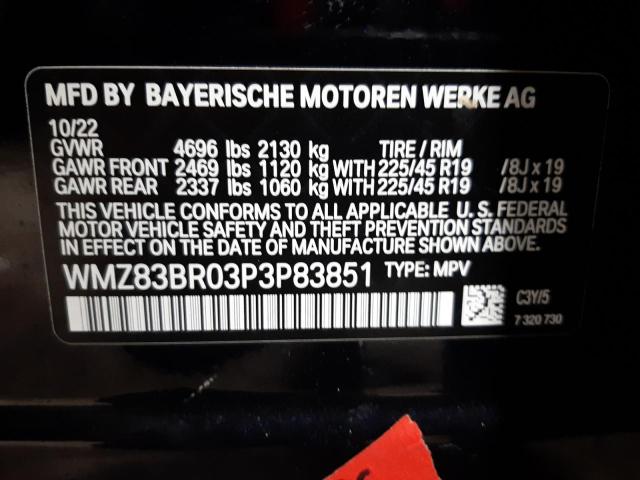 MFD BY BAYERISCHE MOTOREN WERKE AG
10/22
GVWR 4696 lbs 2130 kg TIRE / RIM
GAWR FRONT 2469 lbs 1120 kg WITH 225/45 R19 /8J x 19
GAWR REAR 2337 lbs 1060 kg WITH 225/45 R19 /8J x 19
THIS VEHICLE CONFORMS TO ALL APPLICABLE U. S. FEDERAL
MOTOR VEHICLE SAFETY AND THEFT PREVENTION STANDARDS
IN EFFECT ON THE DATE OF MANUFACTURE SHOWN ABOVE.
WMZ83BR03P3P83851 TYPE: MPV
C3Y/5
7 320 730